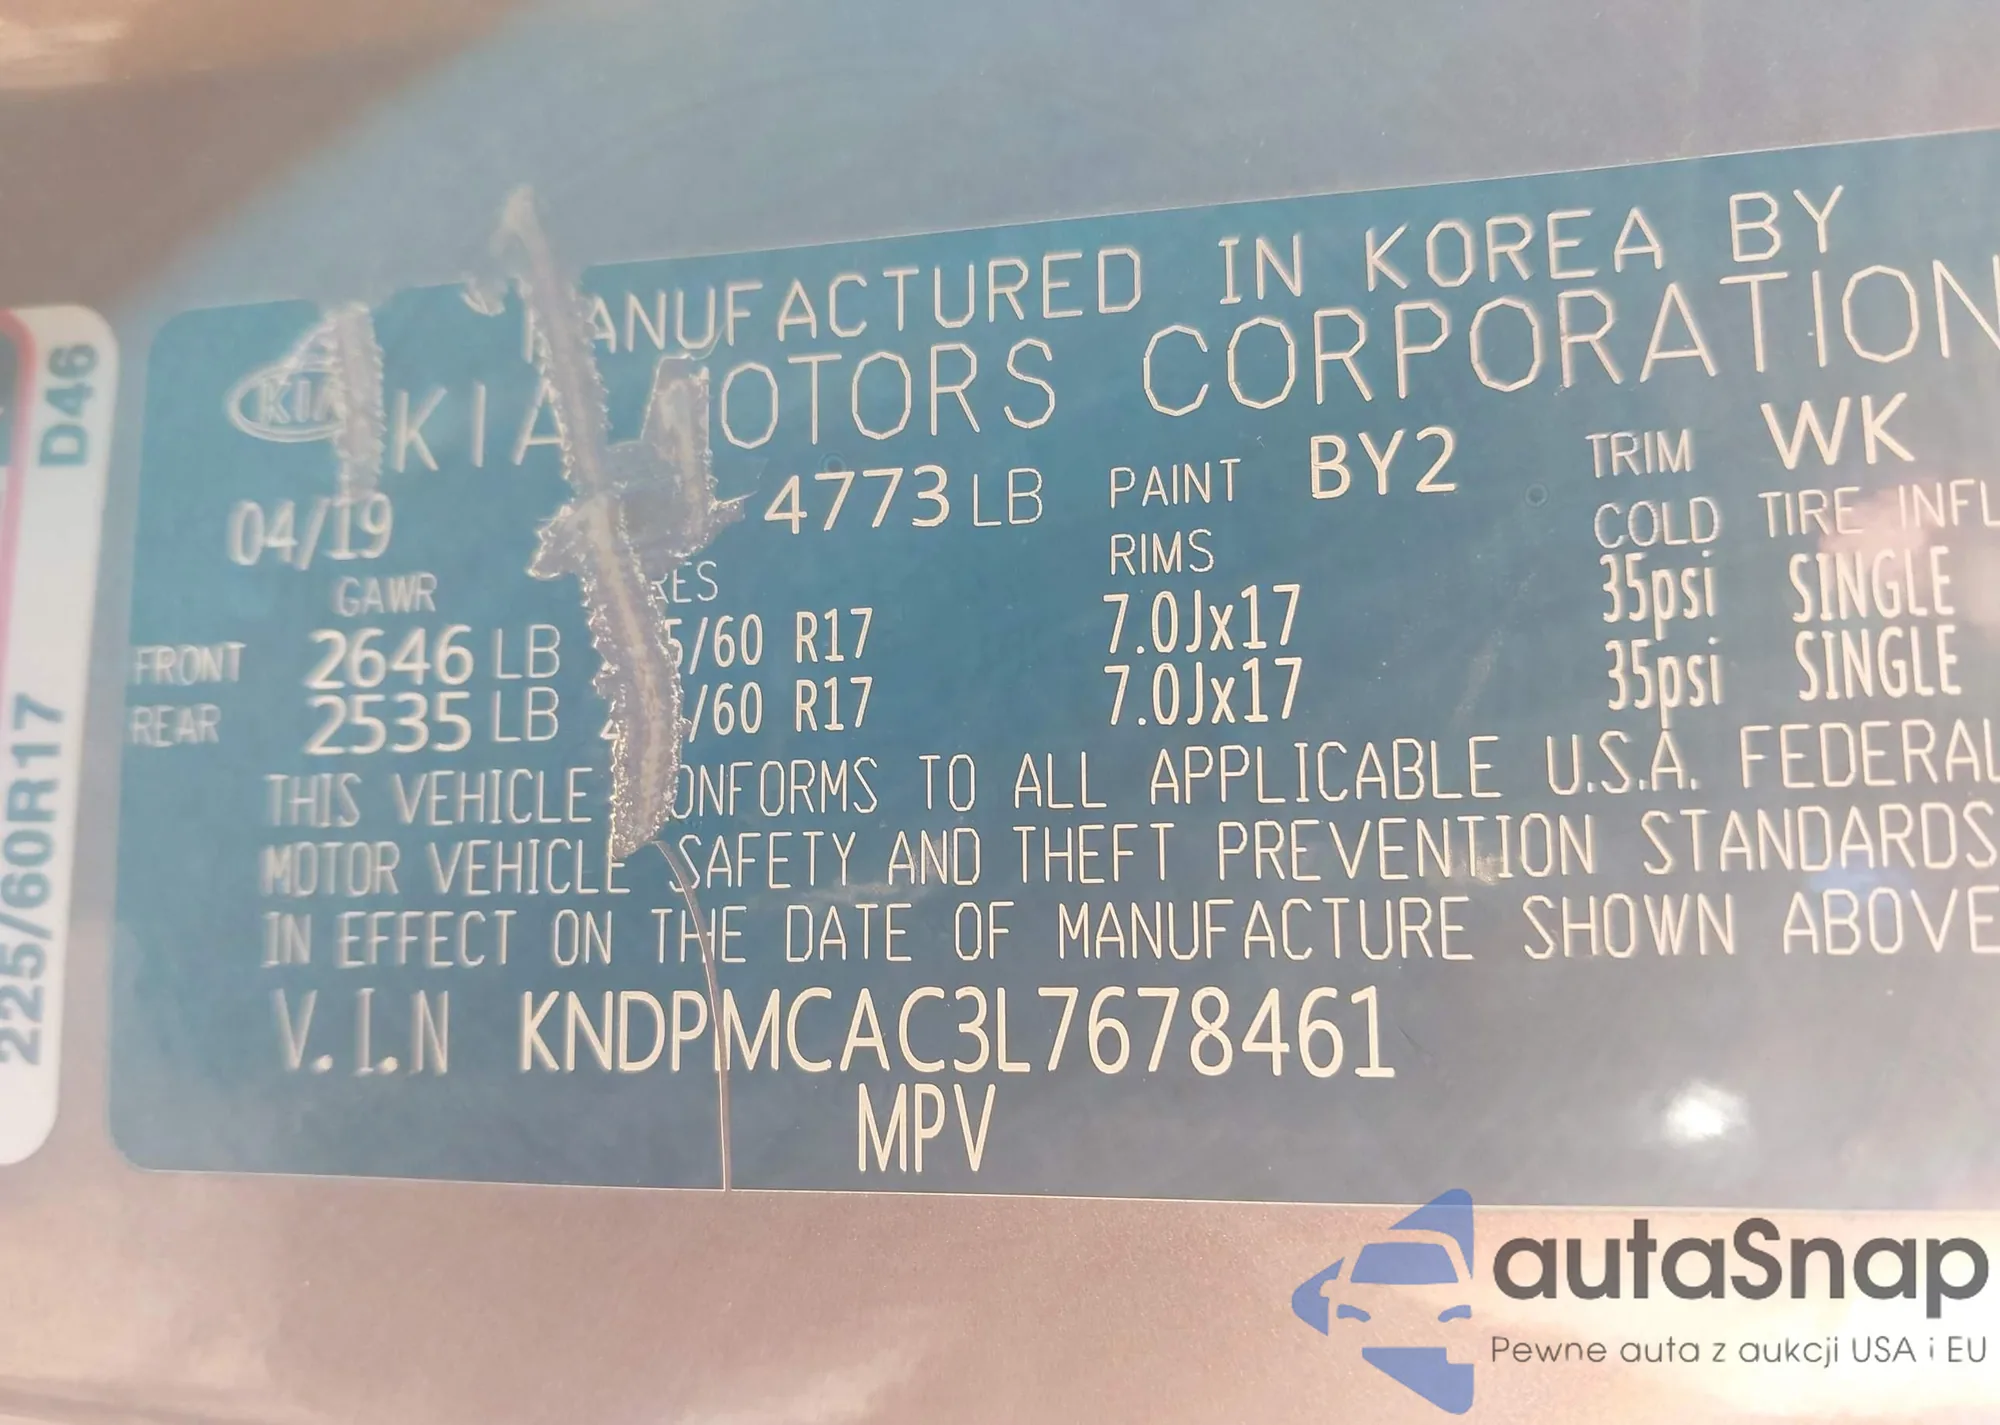 D46
225/60R17
KIA
MANUFACTURED IN KOREA BY
KIA MOTORS CORPORATION
04/19 4773LB PAINT BY2 TRIM WK
GAWR RIMS COLD TIRE
FRONT 2646 LB 5/60 R17 7.0Jx17 35psi SINGLE
REAR 2535 LB /60 R17 7.0Jx17 35psi SINGLE
THIS VEHICLE CONFORMS TO ALL APPLICABLE U.S.A. FEDERAL
MOTOR VEHICLE SAFETY AND THEFT PREVENTION STANDARDS
IN EFFECT ON THE DATE OF MANUFACTURE SHOWN ABOVE
V.I.N KNDPMCAC3L7678461
MPV
autaSnap
Pewne auta z aukcji USA i EU